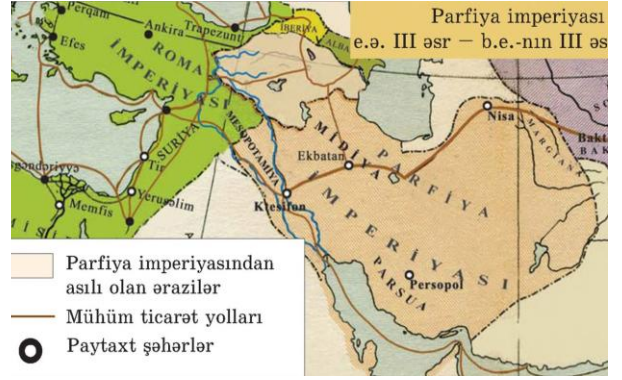 Parfiya imperiyası
e.ə. III əsr — b.e.-nın III əs
Perqam
Ankira
Trapezunt
İBERİYA
ALBA
Efes
ROMA
İMPERİYASI
Nisa
MARGİANA
Bakt
BAK
SURİYA
MESOPOTAMİYA
MİDİYA
Ekbatan
PARFİYA
İMPERİYASI
Tir
Ktesifon
Yerusəlim
Memfis
Persopol
PARSUA
Parfiya imperiyasından
asılı olan ərazilər
Mühüm ticarət yolları
Paytaxt şəhərlər